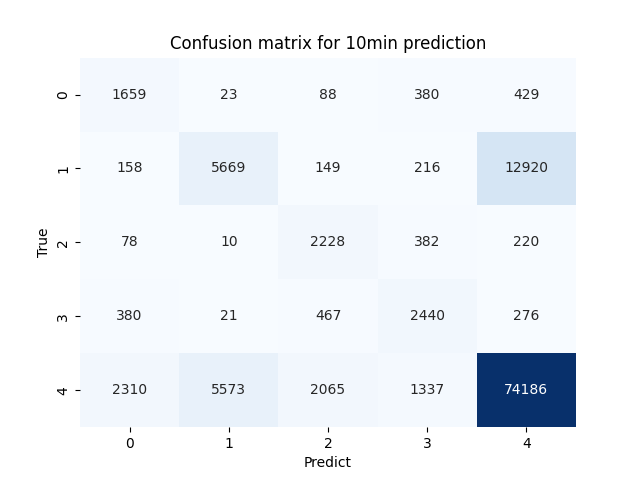 Confusion matrix for 10min prediction
0 1659 23 88 380 429
1 158 5669 149 216 12920
2 78 10 2228 382 220
3 380 21 467 2440 276
4 2310 5573 2065 1337 74186
True
0 1 2 3 4
Predict